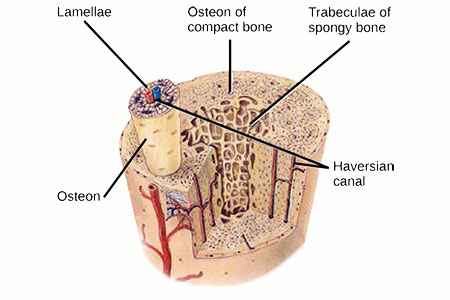 Lamellae
Osteon of
compact bone
Trabeculae of
spongy bone
Haversian
canal
Osteon